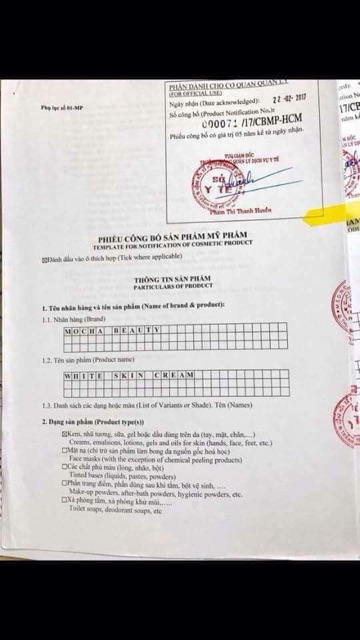 Phụ lục số 01-MP
PHẦN DÀNH CHO CƠ QUAN QUẢN LÝ
(FOR OFFICIAL USE)
Ngày nhận (Date acknowledged): 22 -02- 2017
Số công bố (Product Notification No.):
000071 /17/CBMP-HCM
Phiếu công bố có giá trị 05 năm kể từ ngày nhận.
QUẢN LÝ DỊCH VỤ Y TẾ
SỞ
Y TẾ
Phạm Thị Thanh Huyền
17/CBM
PHIẾU CÔNG BỐ SẢN PHẨM MỸ PHẨM
TEMPLATE FOR NOTIFICATION OF COSMETIC PRODUCT
☒Đánh dấu vào ô thích hợp (Tick where applicable)
THÔNG TIN SẢN PHẨM
PARTICULARS OF PRODUCT
1. Tên nhãn hàng và tên sản phẩm (Name of brand & product):
1.1. Nhãn hàng (Brand)
MOCHA BEAUTY
1.2. Tên sản phẩm (Product name)
WHITE SKIN CREAM
1.3. Danh sách các dạng hoặc màu (List of Variants or Shade). Tên (Names)
2. Dạng sản phẩm (Product type(s))
☒Kem, nhũ tương, sữa, gel hoặc dầu dùng trên da (tay, mặt, chân,....)
Creams, emulsions, lotions, gels and oils for skin (hands, face, feet, etc.)
☐Mặt nạ (chỉ trừ sản phẩm làm bong da nguồn gốc hoá học)
Face masks (with the exception of chemical peeling products)
☐Các chất phủ màu (lỏng, nhão, bột)
Tinted bases (liquids, pastes, powders)
☐Phấn trang điểm, phấn dùng sau khi tắm, bột vệ sinh, ....
Make-up powders, after-bath powders, hygienic powders, etc.
☐Xà phòng tắm, xà phòng khử mùi,.....
Toilet soaps, deodorant soaps, etc